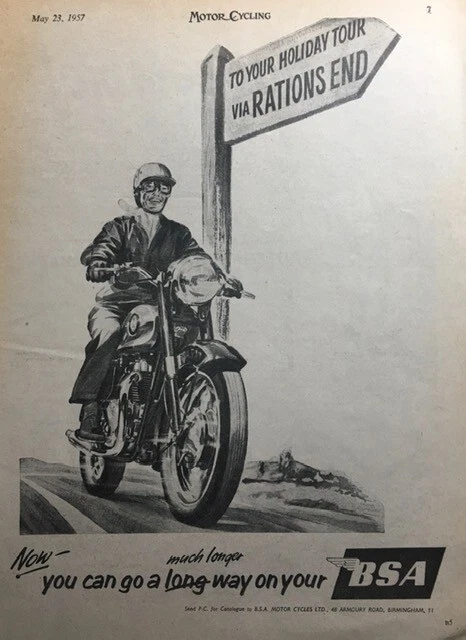 May 23, 1957 MOTOR CYCLING 7
TO YOUR HOLIDAY TOUR
VIA RATIONS END
Now—
much longer
you can go a long way on your BSA
Send P.C. for Catalogue to B.S.A. MOTOR CYCLES LTD., 40 ARMOURY ROAD, BIRMINGHAM, 11